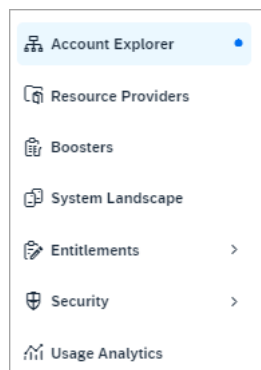 Account Explorer
Resource Providers
Boosters
System Landscape
Entitlements
Security
Usage Analytics